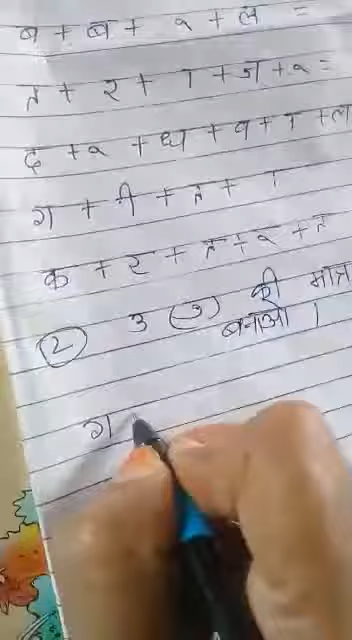 ब + ब + े + ल =
त + र + ा + ज + ू =
द + े + ध + व + ा + ल
ग + ी + त + ा
क + र + त + े + त
② उ (ु) की मात्रा
बनाओ ।
ग